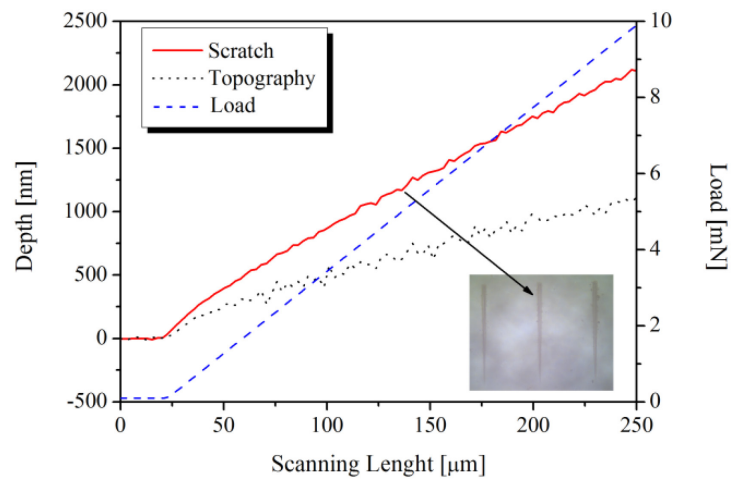 2500
2000
1500
1000
500
0
-500
Depth [nm]
Scratch
Topography
Load
10
8
6
4
2
0
Load [mN]
0 50 100 150 200 250
Scanning Lenght [μm]